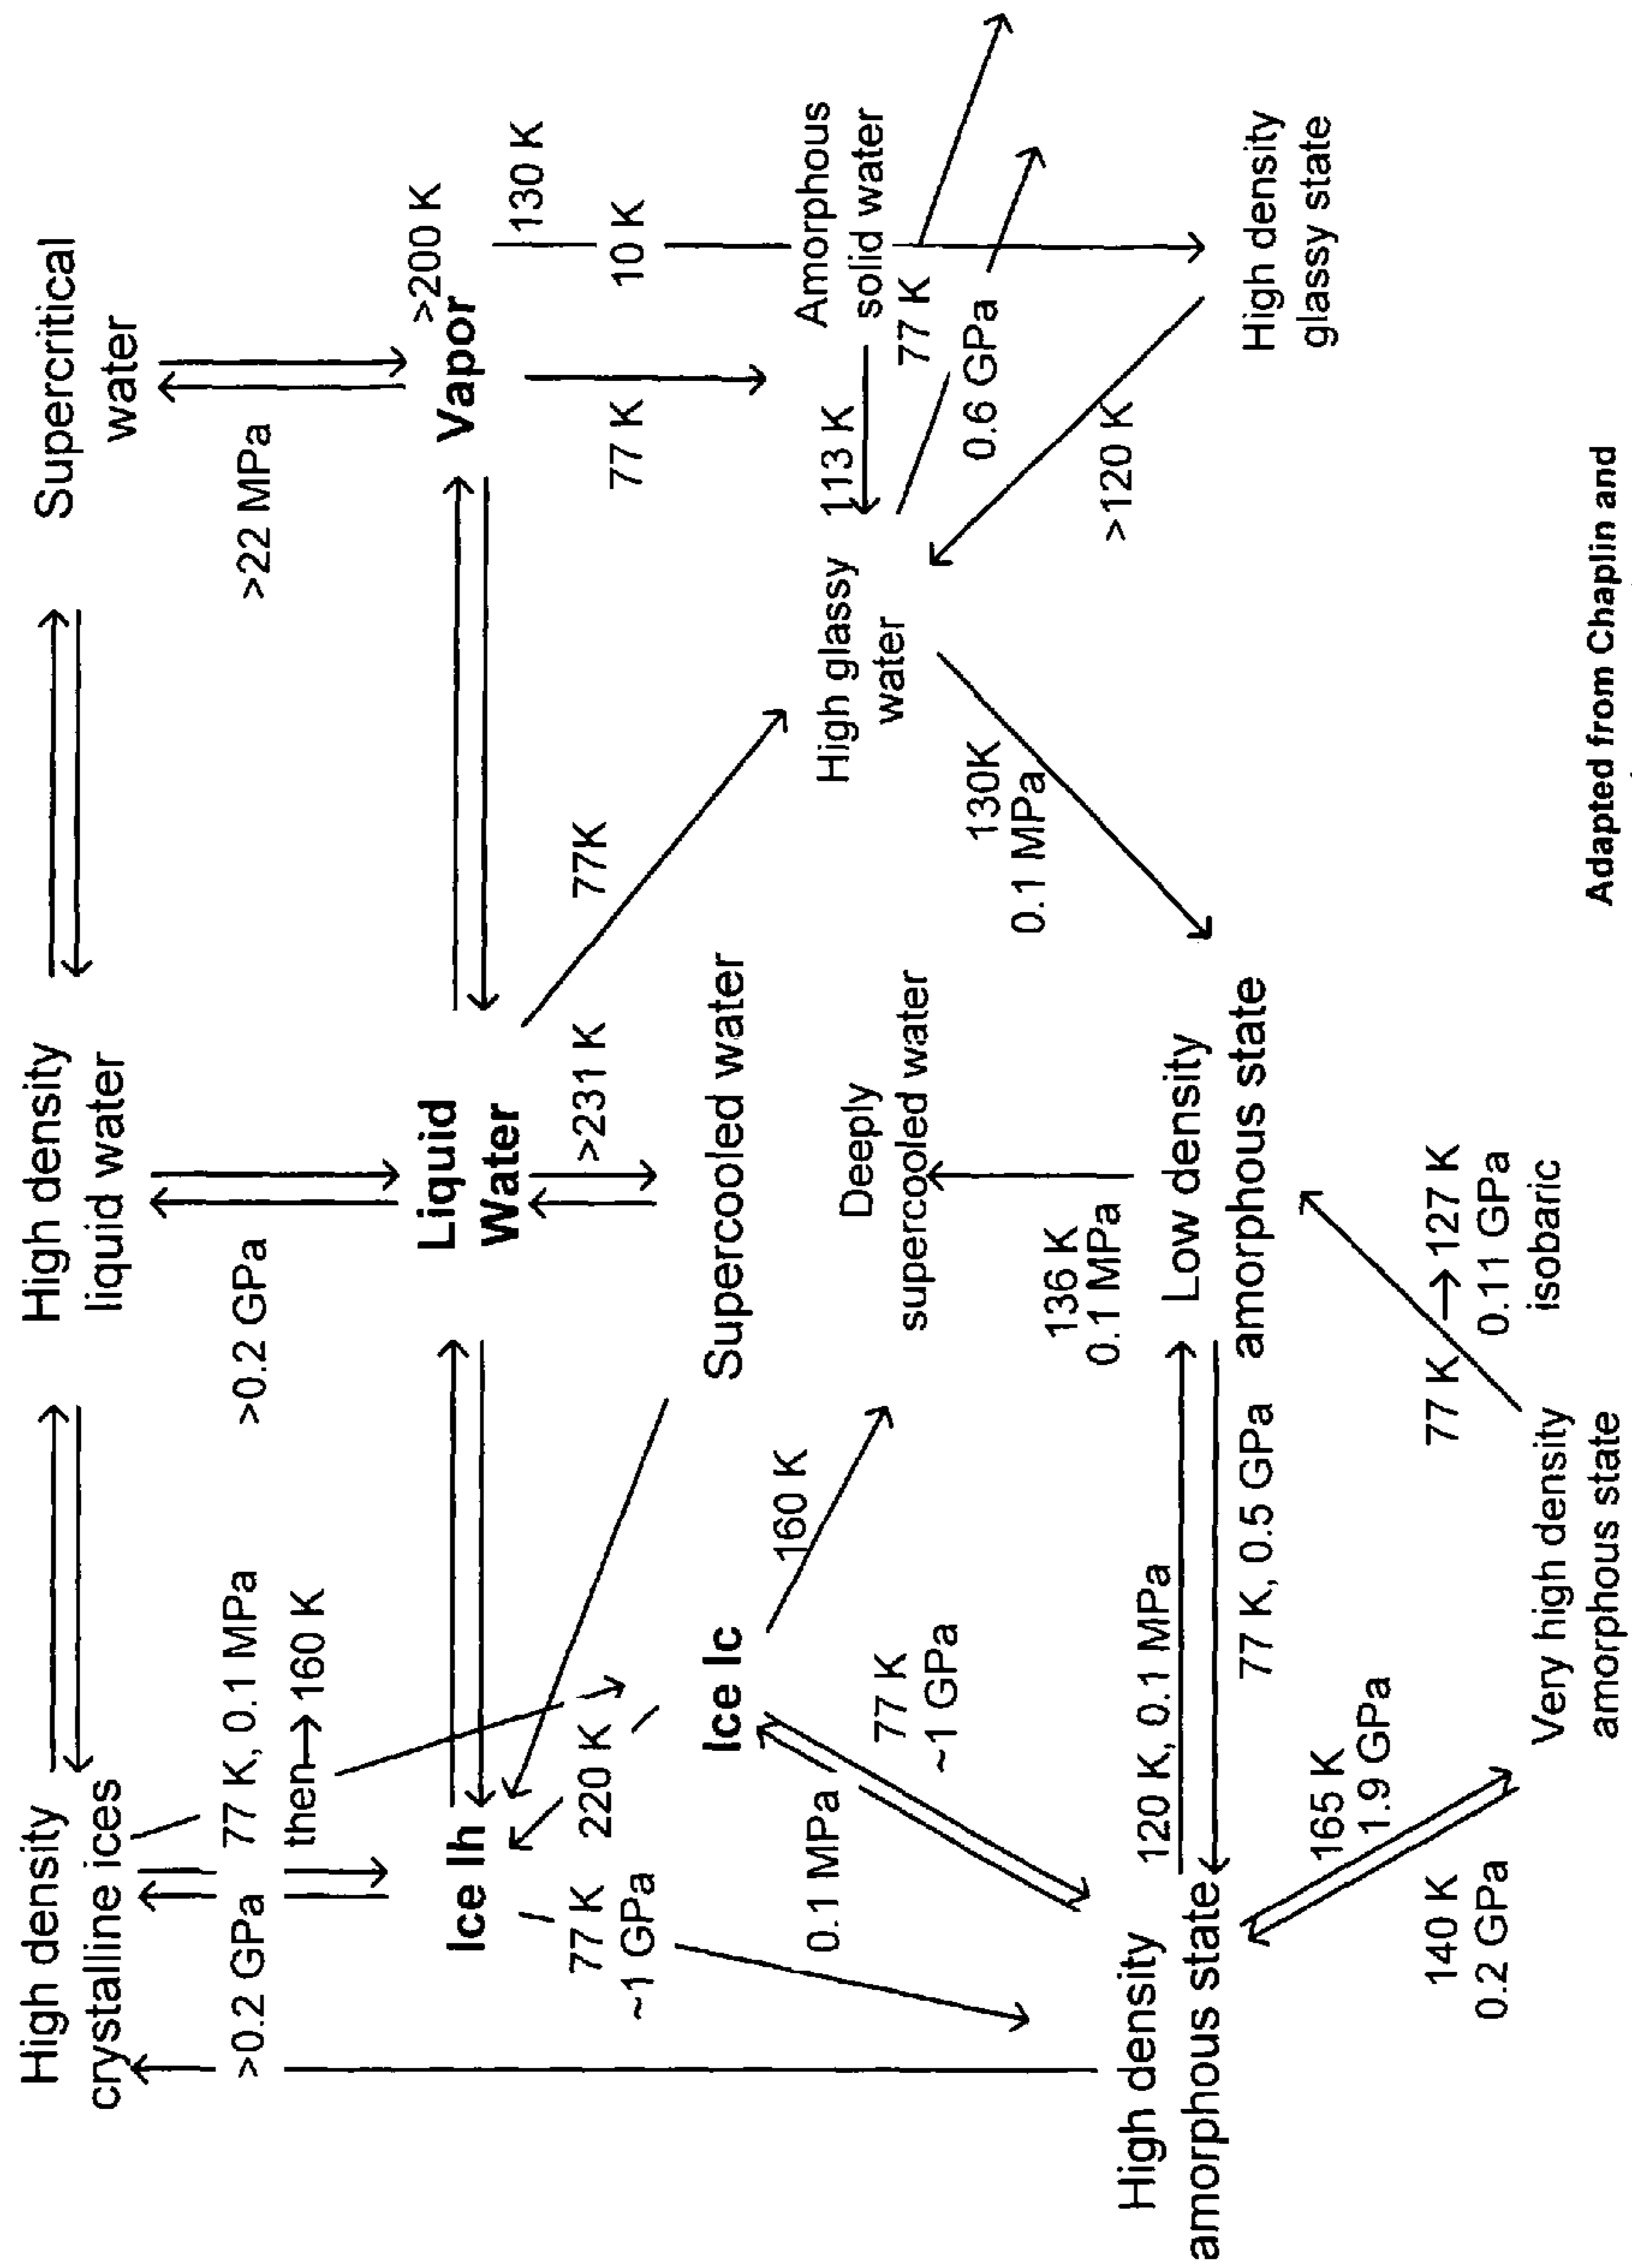 High density
crystalline ices
High density
liquid water
Supercritical
water
>0.2 GPa
77 K, 0.1 MPa
then → 160 K
>0.2 GPa
>22 MPa
Ice Ih
Liquid
Water
Vapor
>200 K
130 K
77 K
~1 GPa
220 K
>231 K
77K
77 K
10 K
Ice Ic
Supercooled water
160 K
0.1 MPa
77 K
~1 GPa
Deeply
supercooled water
High glassy
water
113 K
Amorphous
solid water
77 K
0.6 GPa
130K
0.1 MPa
>120 K
136 K
0.1 MPa
120 K, 0.1 MPa
High density
amorphous state
77 K, 0.5 GPa
Low density
amorphous state
High density
glassy state
165 K
1.9 GPa
140 K
0.2 GPa
77 K → 127 K
0.11 GPa
isobaric
Very high density
amorphous state
Adapted from Chaplin and